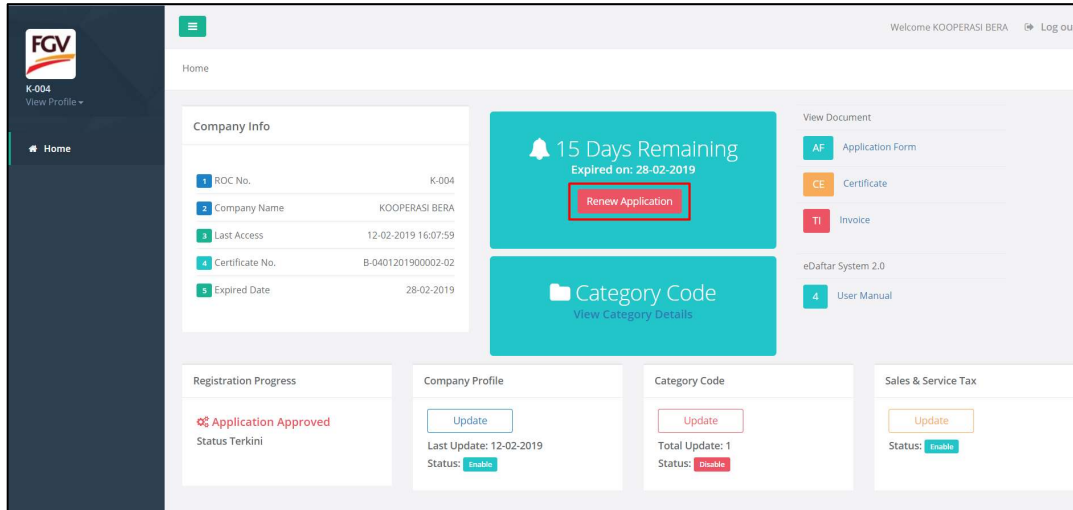 FGV
K-004
View Profile
Home
Welcome KOOPERASI BERA
Log ou
Home
Company Info
1 ROC No. K-004
2 Company Name KOOPERASI BERA
3 Last Access 12-02-2019 16:07:59
4 Certificate No. B-0401201900002-02
5 Expired Date 28-02-2019
15 Days Remaining
Expired on: 28-02-2019
Renew Application
Category Code
View Category Details
View Document
AF Application Form
CE Certificate
TI Invoice
eDaftar System 2.0
4 User Manual
Registration Progress
Application Approved
Status Terkini
Company Profile
Update
Last Update: 12-02-2019
Status: Enable
Category Code
Update
Total Update: 1
Status: Disable
Sales & Service Tax
Update
Status: Enable